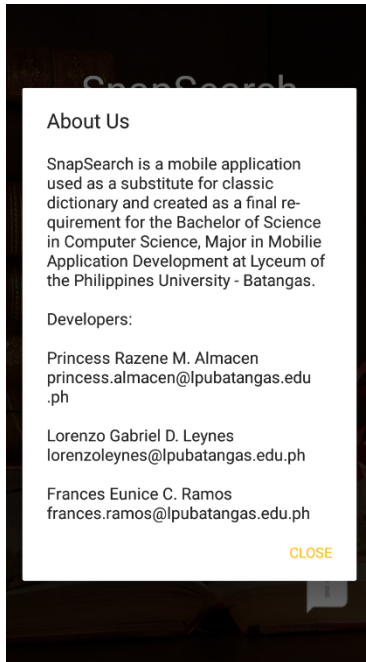 SnapSearch
About Us
SnapSearch is a mobile application
used as a substitute for classic
dictionary and created as a final re-
quirement for the Bachelor of Science
in Computer Science, Major in Mobilie
Application Development at Lyceum of
the Philippines University - Batangas.
Developers:
Princess Razene M. Almacen
princess.almacen@lpubatangas.edu
.ph
Lorenzo Gabriel D. Leynes
lorenzoleynes@lpubatangas.edu.ph
Frances Eunice C. Ramos
frances.ramos@lpubatangas.edu.ph
CLOSE